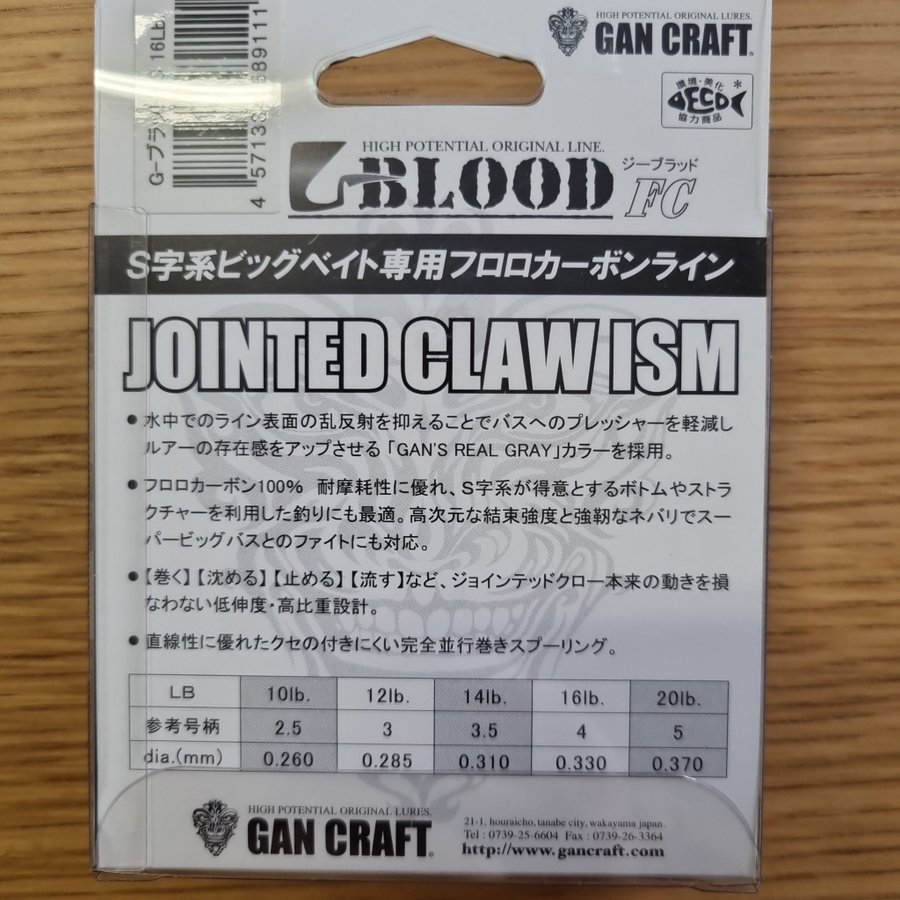 HIGH POTENTIAL ORIGINAL LURES.
GAN CRAFT.
環境・美化
ECO
協力商品
16Lb
HIGH POTENTIAL ORIGINAL LINE.
G-BLOOD
ジーブラッド
FC
S字系ビッグベイト専用フロロカーボンライン
JOINTED CLAW ISM
●水中でのライン表面の乱反射を抑えることでバスへのプレッシャーを軽減し
ルアーの存在感をアップさせる「GAN'S REAL GRAY」カラーを採用。
●フロロカーボン100% 耐摩耗性に優れ、S字系が得意とするボトムやストラ
クチャーを利用した釣りにも最適。高次元な結束強度と強靭なネバリでスー
パービッグバスとのファイトにも対応。
●【巻く】【沈める】【止める】【流す】など、ジョインテッドクロー本来の動きを損
なわない低伸度・高比重設計。
●直線性に優れたクセの付きにくい完全並行巻きスプーリング。
LB 10lb. 12lb. 14lb. 16lb. 20lb.
参考号柄 2.5 3 3.5 4 5
dia.(mm) 0.260 0.285 0.310 0.330 0.370
HIGH POTENTIAL ORIGINAL LURES.
GAN CRAFT.
21-1, houraicho, tanabe city, wakayama japan.
Tel : 0739-25-6604 Fax : 0739-26-3364
http://www.gancraft.com